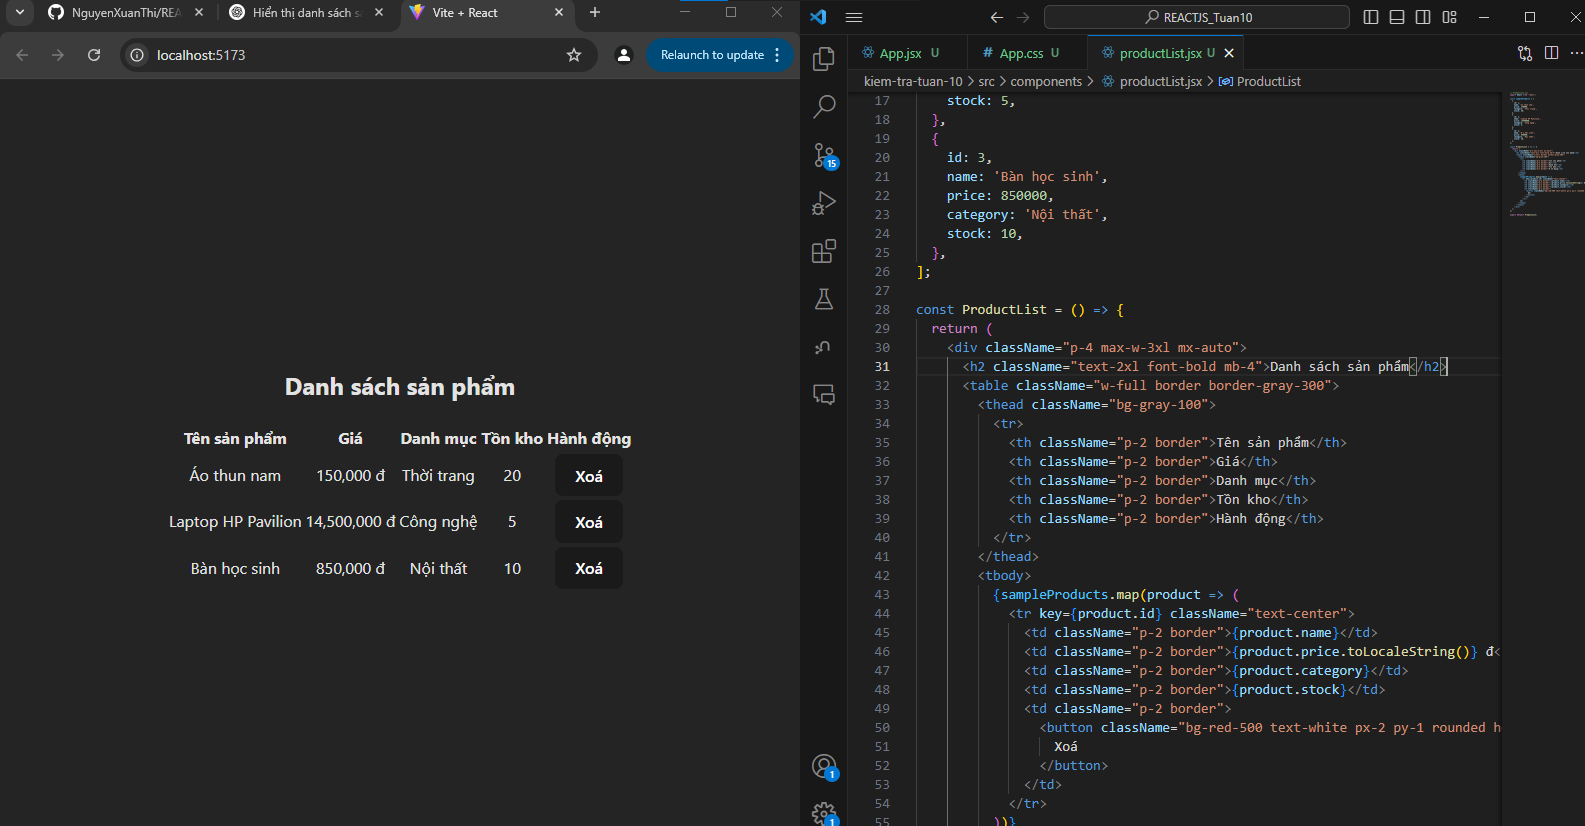 NguyenXuanThi/REA
Hiển thị danh sách s
Vite + React
localhost:5173
Relaunch to update
Danh sách sản phẩm
Tên sản phẩm Giá Danh mục Tồn kho Hành động
Áo thun nam 150,000 đ Thời trang 20 Xoá
Laptop HP Pavilion 14,500,000 đ Công nghệ 5 Xoá
Bàn học sinh 850,000 đ Nội thất 10 Xoá
REACTJS_Tuan10
App.jsx U
# App.css U
productList.jsx U
kiem-tra-tuan-10 > src > components > productList.jsx > ProductList
15
1
1
17 stock: 5,
18 },
19 {
20 id: 3,
21 name: 'Bàn học sinh',
22 price: 850000,
23 category: 'Nội thất',
24 stock: 10,
25 },
26 ];
27
28 const ProductList = () => {
29 return (
30 <div className="p-4 max-w-3xl mx-auto">
31 <h2 className="text-2xl font-bold mb-4">Danh sách sản phẩm</h2>
32 <table className="w-full border border-gray-300">
33 <thead className="bg-gray-100">
34 <tr>
35 <th className="p-2 border">Tên sản phẩm</th>
36 <th className="p-2 border">Giá</th>
37 <th className="p-2 border">Danh mục</th>
38 <th className="p-2 border">Tồn kho</th>
39 <th className="p-2 border">Hành động</th>
40 </tr>
41 </thead>
42 <tbody>
43 {sampleProducts.map(product => (
44 <tr key={product.id} className="text-center">
45 <td className="p-2 border">{product.name}</td>
46 <td className="p-2 border">{product.price.toLocaleString()} đ<
47 <td className="p-2 border">{product.category}</td>
48 <td className="p-2 border">{product.stock}</td>
49 <td className="p-2 border">
50 <button className="bg-red-500 text-white px-2 py-1 rounded h
51 Xoá
52 </button>
53 </td>
54 </tr>
55 ))}